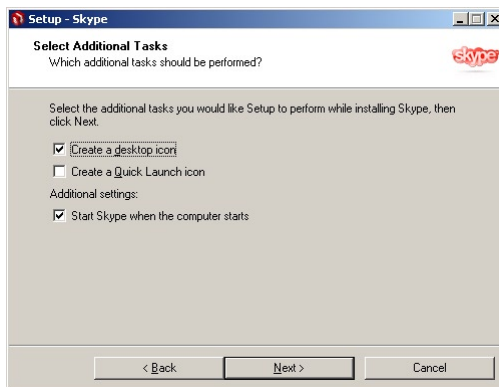 Setup - Skype
Select Additional Tasks
Which additional tasks should be performed?
skype
Select the additional tasks you would like Setup to perform while installing Skype, then
click Next.
Create a desktop icon
Create a Quick Launch icon
Additional settings:
Start Skype when the computer starts
< Back
Next >
Cancel